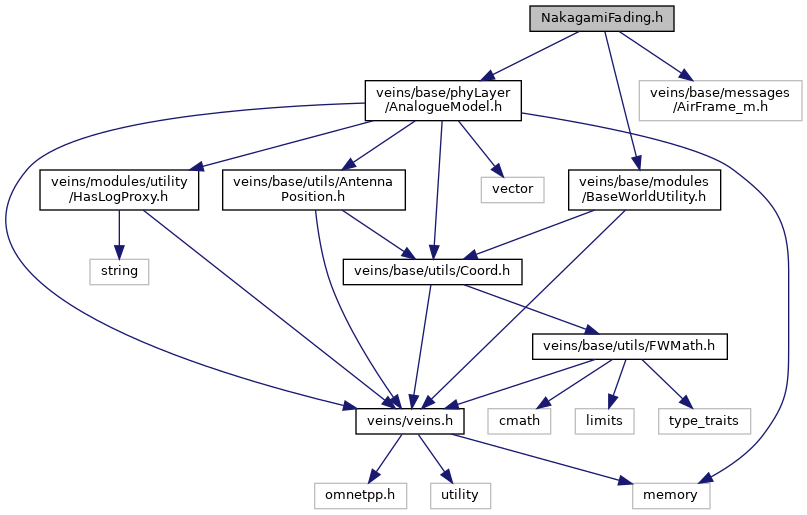 NakagamiFading.h
veins/base/phyLayer
/AnalogueModel.h
veins/base/messages
/AirFrame_m.h
veins/modules/utility
/HasLogProxy.h
veins/base/utils/Antenna
Position.h
vector
veins/base/modules
/BaseWorldUtility.h
string
veins/base/utils/Coord.h
veins/base/utils/FWMath.h
veins/veins.h
cmath
limits
type_traits
omnetpp.h
utility
memory